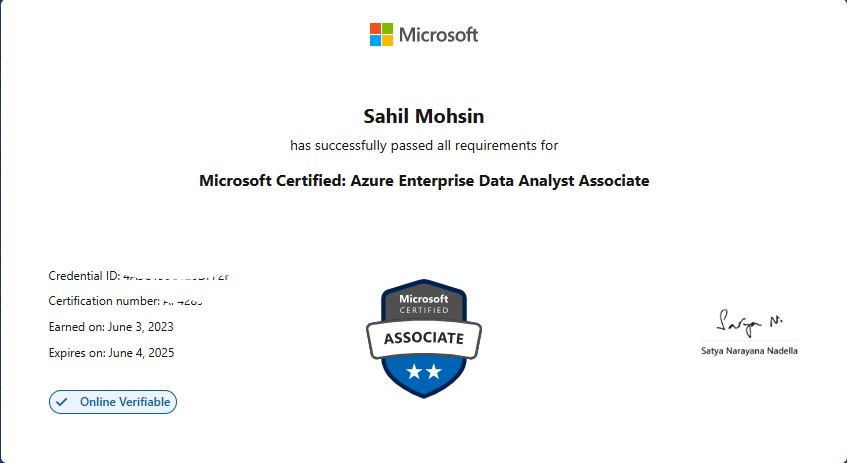 Microsoft
Sahil Mohsin
has successfully passed all requirements for
Microsoft Certified: Azure Enterprise Data Analyst Associate
Credential ID:
Certification number:
Earned on: June 3, 2023
Expires on: June 4, 2025
Online Verifiable
Microsoft
CERTIFIED
ASSOCIATE
Satya N.
Satya Narayana Nadella